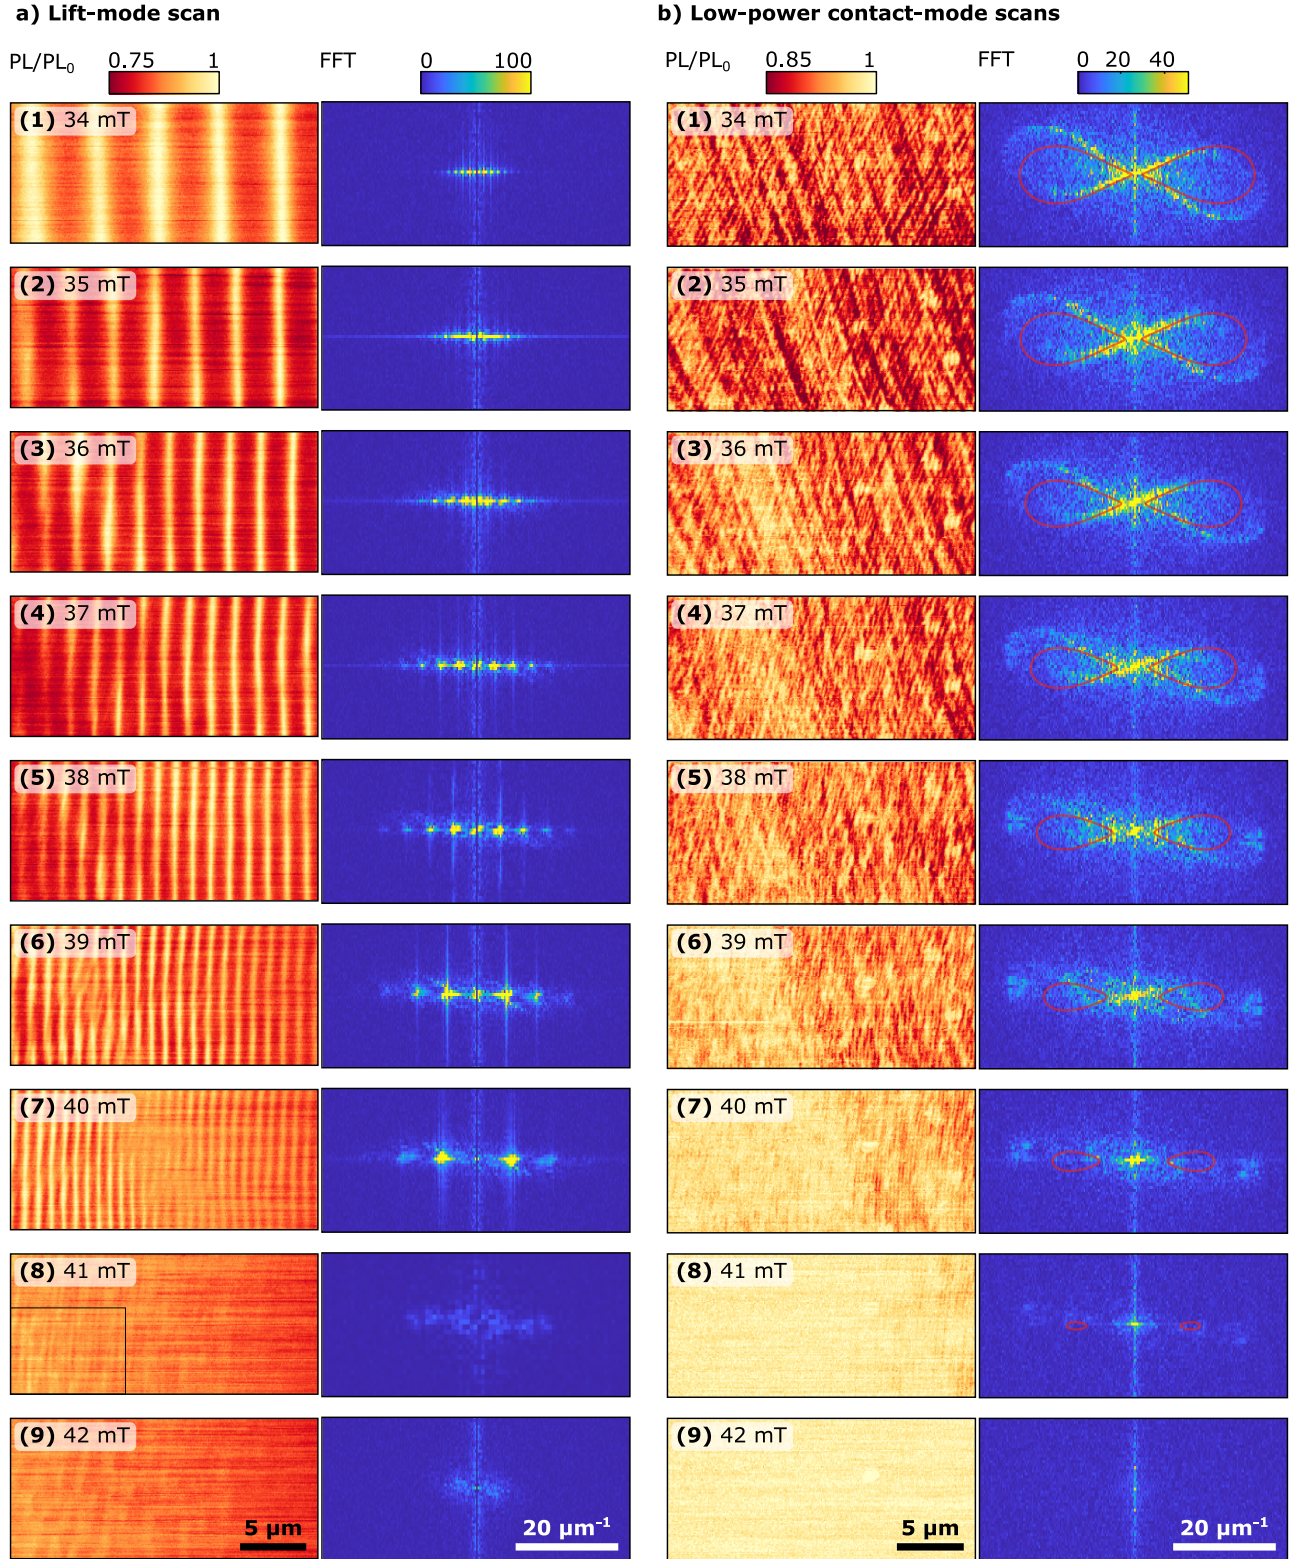 a) Lift-mode scan
b) Low-power contact-mode scans
PL/PL₀ 0.75 1 FFT 0 100
PL/PL₀ 0.85 1 FFT 0 20 40
(1) 34 mT
(1) 34 mT
(2) 35 mT
(2) 35 mT
(3) 36 mT
(3) 36 mT
(4) 37 mT
(4) 37 mT
(5) 38 mT
(5) 38 mT
(6) 39 mT
(6) 39 mT
(7) 40 mT
(7) 40 mT
(8) 41 mT
(8) 41 mT
(9) 42 mT
(9) 42 mT
5 µm
20 µm⁻¹
5 µm
20 µm⁻¹